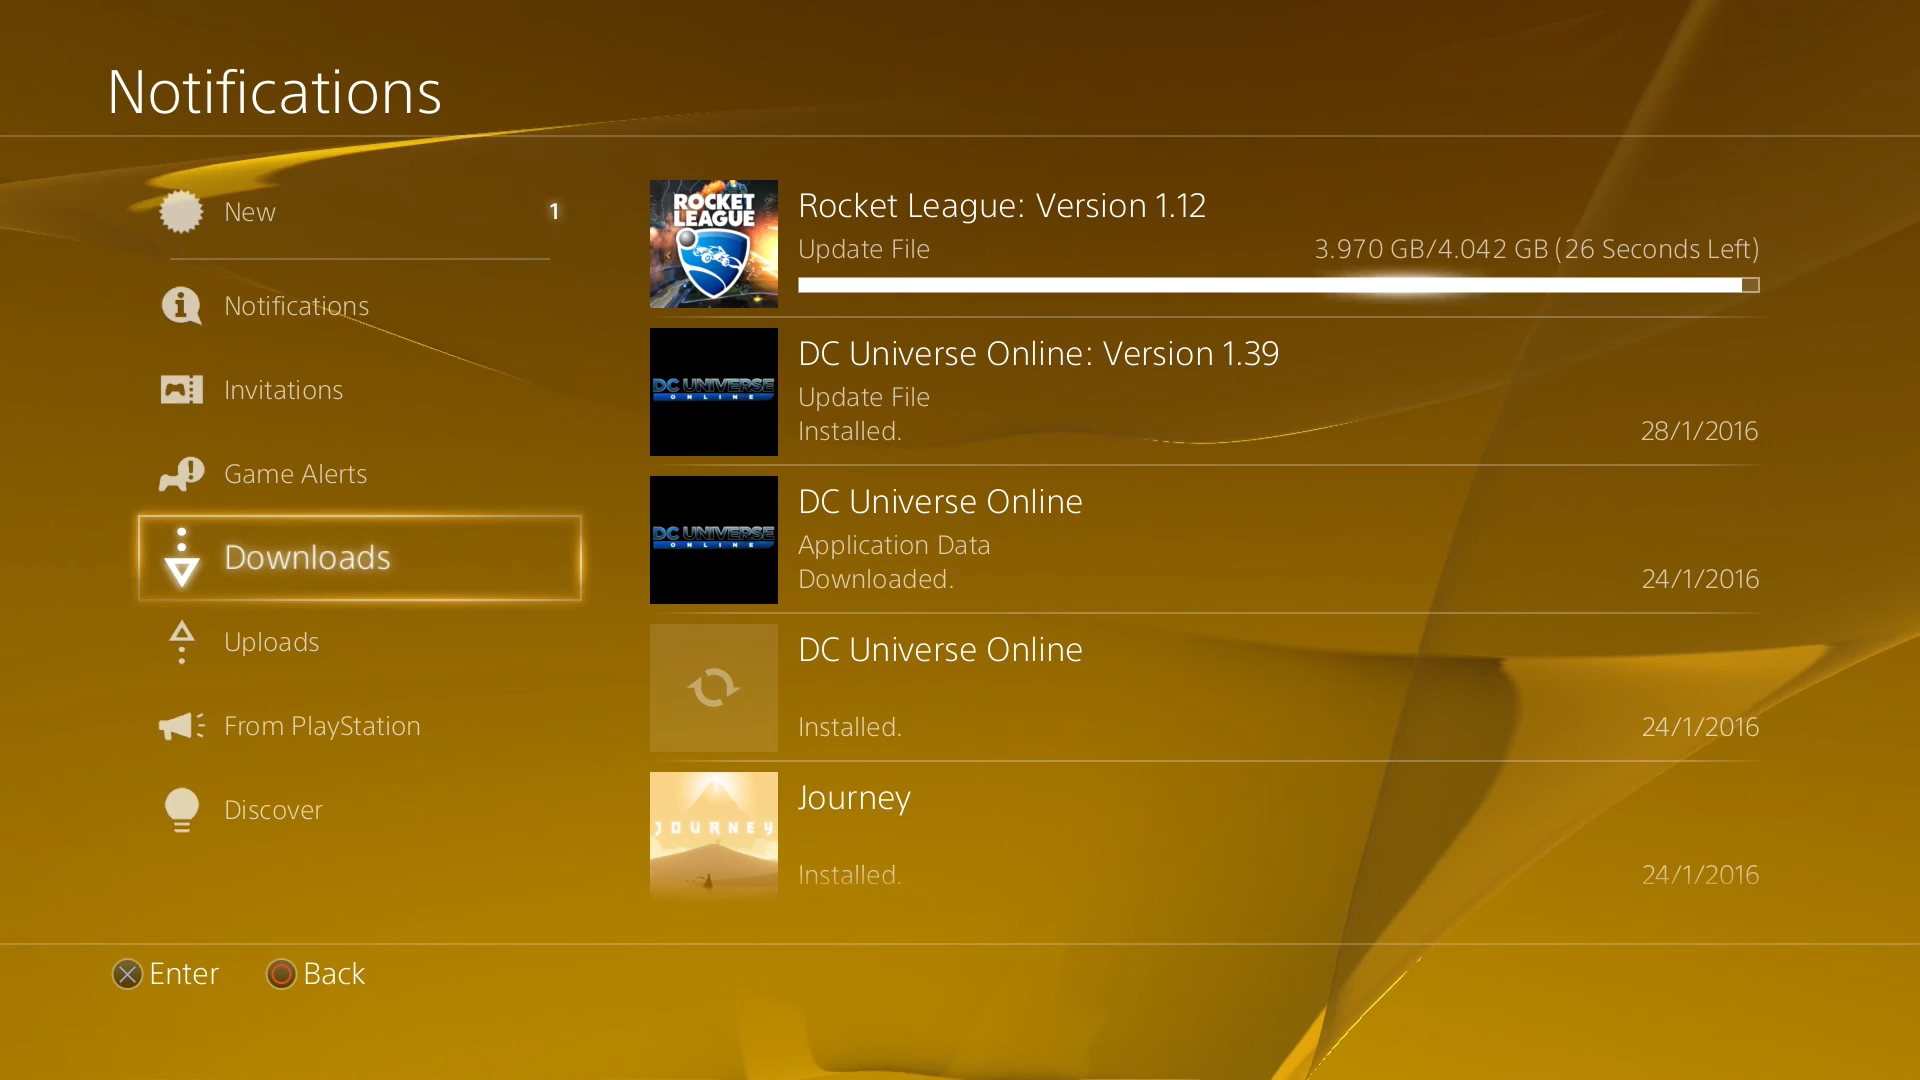 Notifications
New 1
Notifications
Invitations
Game Alerts
Downloads
Uploads
From PlayStation
Discover
ROCKET
LEAGUE
Rocket League: Version 1.12
Update File 3.970 GB/4.042 GB (26 Seconds Left)
DC UNIVERSE
ONLINE
DC Universe Online: Version 1.39
Update File
Installed. 28/1/2016
DC UNIVERSE
ONLINE
DC Universe Online
Application Data
Downloaded. 24/1/2016
DC Universe Online
Installed. 24/1/2016
JOURNEY
Journey
Installed. 24/1/2016
Enter Back